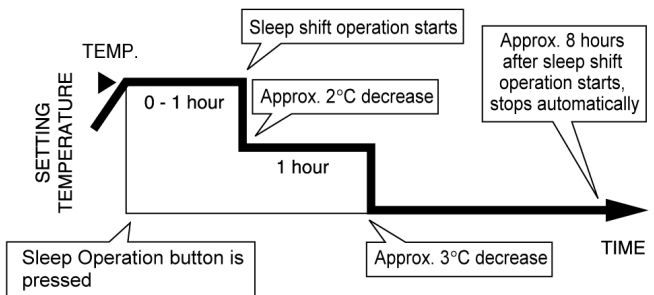 Sleep shift operation starts
TEMP.
Approx. 8 hours
after sleep shift
operation starts,
stops automatically
SETTING
TEMPERATURE
0 - 1 hour
Approx. 2°C decrease
1 hour
TIME
Sleep Operation button is
pressed
Approx. 3°C decrease